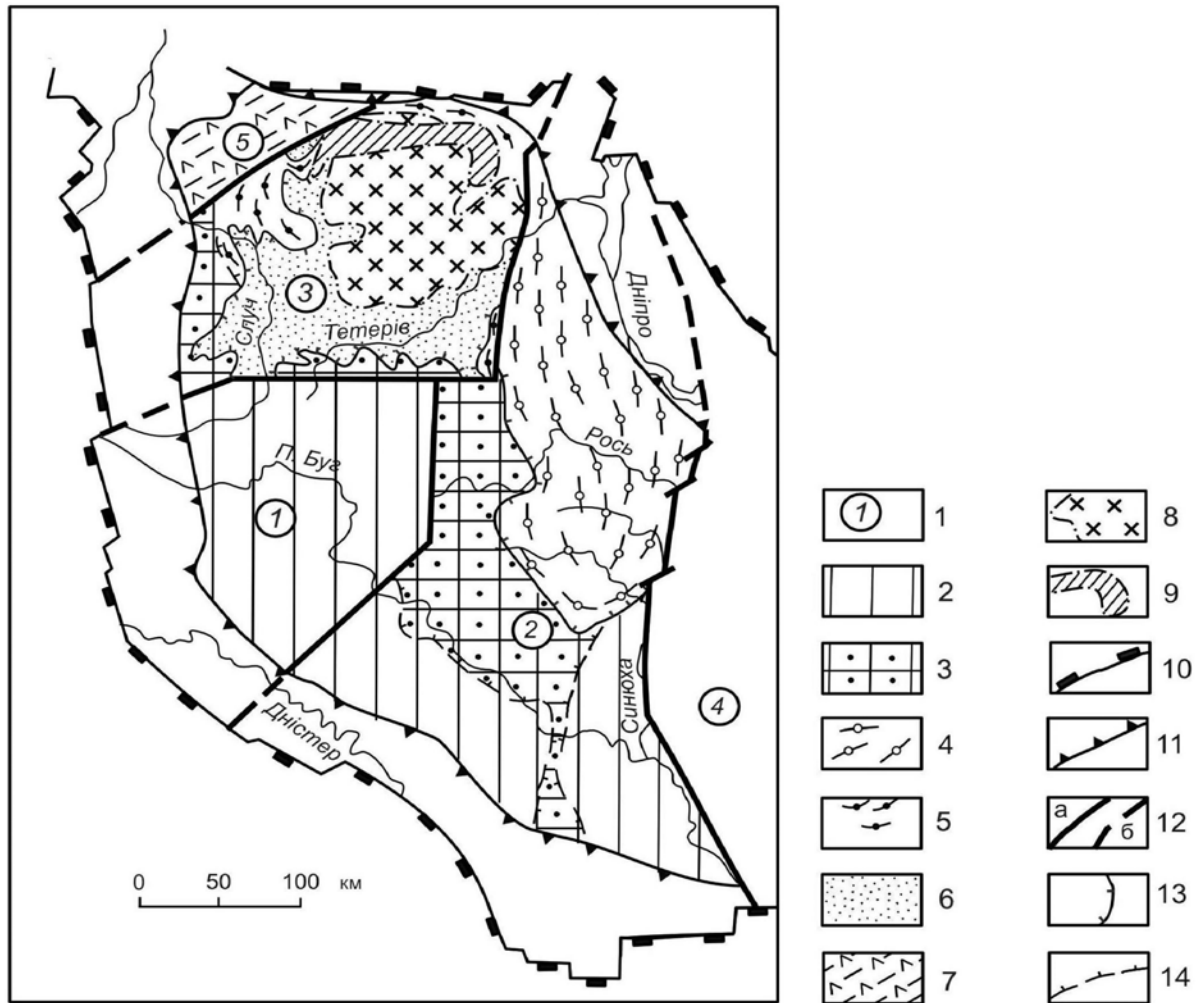 5
3
Случ
Тетерів
Дніпро
Рось
П. Буг
1
2
Синюха
4
Дністер
0 50 100 км
1 1
2
3
4
5
6
7
8
9
10
11
а б 12
13
14